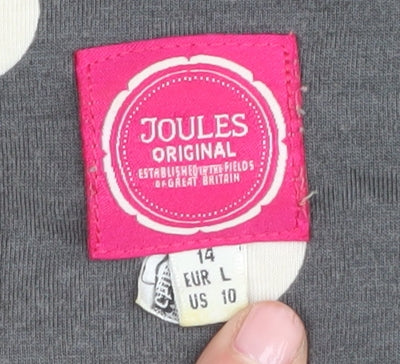 JOULES
ORIGINAL
ESTABLISHED IN THE FIELDS
OF GREAT BRITAIN
14
EUR L
US 10